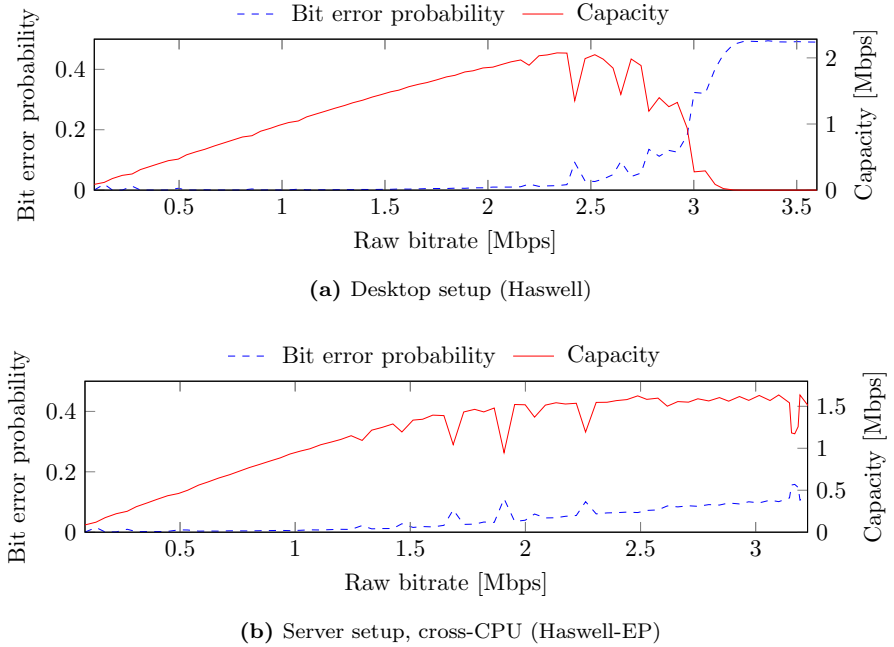 Bit error probability Capacity
Bit error probability
0.4
0.2
0
2
1
0
Capacity [Mbps]
0.5 1 1.5 2 2.5 3 3.5
Raw bitrate [Mbps]
(a) Desktop setup (Haswell)
Bit error probability Capacity
Bit error probability
0.4
0.2
0
1.5
1
0.5
0
Capacity [Mbps]
0.5 1 1.5 2 2.5 3
Raw bitrate [Mbps]
(b) Server setup, cross-CPU (Haswell-EP)